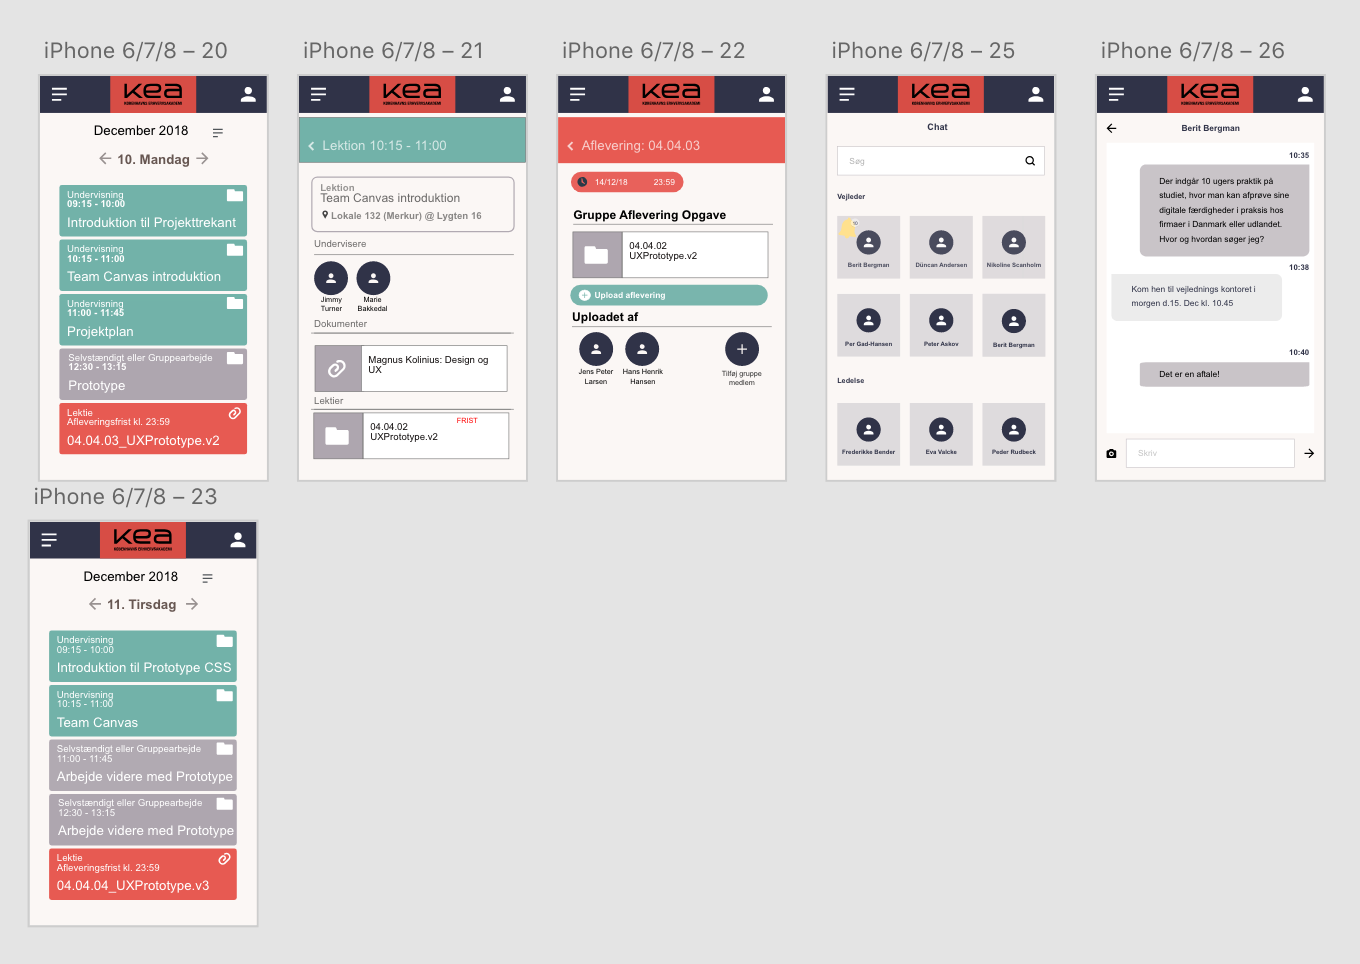 iPhone 6/7/8 – 20
kea
KØBENHAVNS ERHVERVSAKADEMI
December 2018
10. Mandag
Undervisning
09:15 - 10:00
Introduktion til Projekttrekant
Undervisning
10:15 - 11:00
Team Canvas introduktion
Undervisning
11:00 - 11:45
Projektplan
Selvstændigt eller Gruppearbejde
12:30 - 13:15
Prototype
Lektie
Afleveringsfrist kl. 23:59
04.04.03_UXPrototype.v2
iPhone 6/7/8 – 21
kea
KØBENHAVNS ERHVERVSAKADEMI
Lektion 10:15 - 11:00
Lektion
Team Canvas introduktion
Lokale 132 (Merkur) @ Lygten 16
Undervisere
Jimmy
Turner
Marie
Bakkedal
Dokumenter
Magnus Kolinius: Design og
UX
Lektier
04.04.02
UXPrototype.v2
FRIST
iPhone 6/7/8 – 22
kea
KØBENHAVNS ERHVERVSAKADEMI
Aflevering: 04.04.03
14/12/18 23:59
Gruppe Aflevering Opgave
04.04.02
UXPrototype.v2
Upload aflevering
Uploadet af
Jens Peter
Larsen
Hans Henrik
Hansen
Tilføj gruppe
medlem
iPhone 6/7/8 – 25
kea
KØBENHAVNS ERHVERVSAKADEMI
Chat
Søg
Vejleder
Berit Bergman
Düncan Andersen
Nikoline Scanholm
Per Gad-Hansen
Peter Askov
Berit Bergman
Ledelse
Frederikke Bender
Eva Valcke
Peder Rudbeck
iPhone 6/7/8 – 26
kea
KØBENHAVNS ERHVERVSAKADEMI
Berit Bergman
10:35
Der indgår 10 ugers praktik på
studiet, hvor man kan afprøve sine
digitale færdigheder i praksis hos
firmaer i Danmark eller udlandet.
Hvor og hvordan søger jeg?
10:38
Kom hen til vejlednings kontoret i
morgen d.15. Dec kl. 10.45
10:40
Det er en aftale!
Skriv
iPhone 6/7/8 – 23
kea
KØBENHAVNS ERHVERVSAKADEMI
December 2018
11. Tirsdag
Undervisning
09:15 - 10:00
Introduktion til Prototype CSS
Undervisning
10:15 - 11:00
Team Canvas
Selvstændigt eller Gruppearbejde
11:00 - 11:45
Arbejde videre med Prototype
Selvstændigt eller Gruppearbejde
12:30 - 13:15
Arbejde videre med Prototype
Lektie
Afleveringsfrist kl. 23:59
04.04.04_UXPrototype.v3